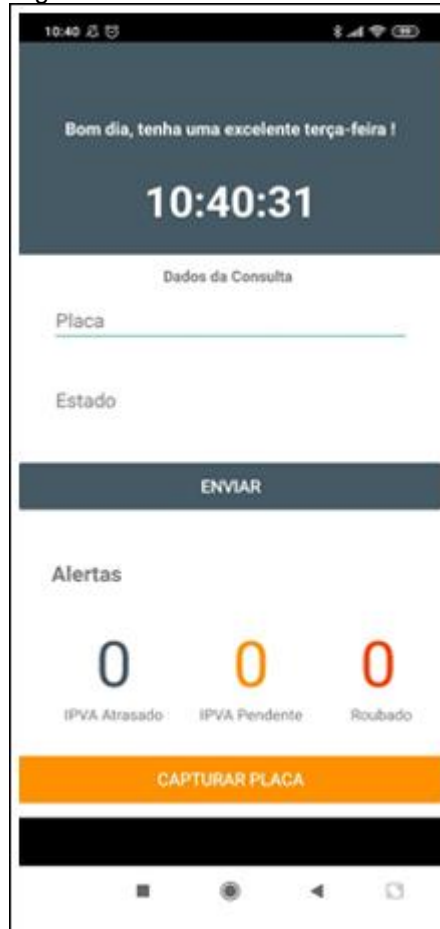 10:40
Bom dia, tenha uma excelente terça-feira !
10:40:31
Dados da Consulta
Placa
Estado
ENVIAR
Alertas
0 0 0
IPVA Atrasado IPVA Pendente Roubado
CAPTURAR PLACA